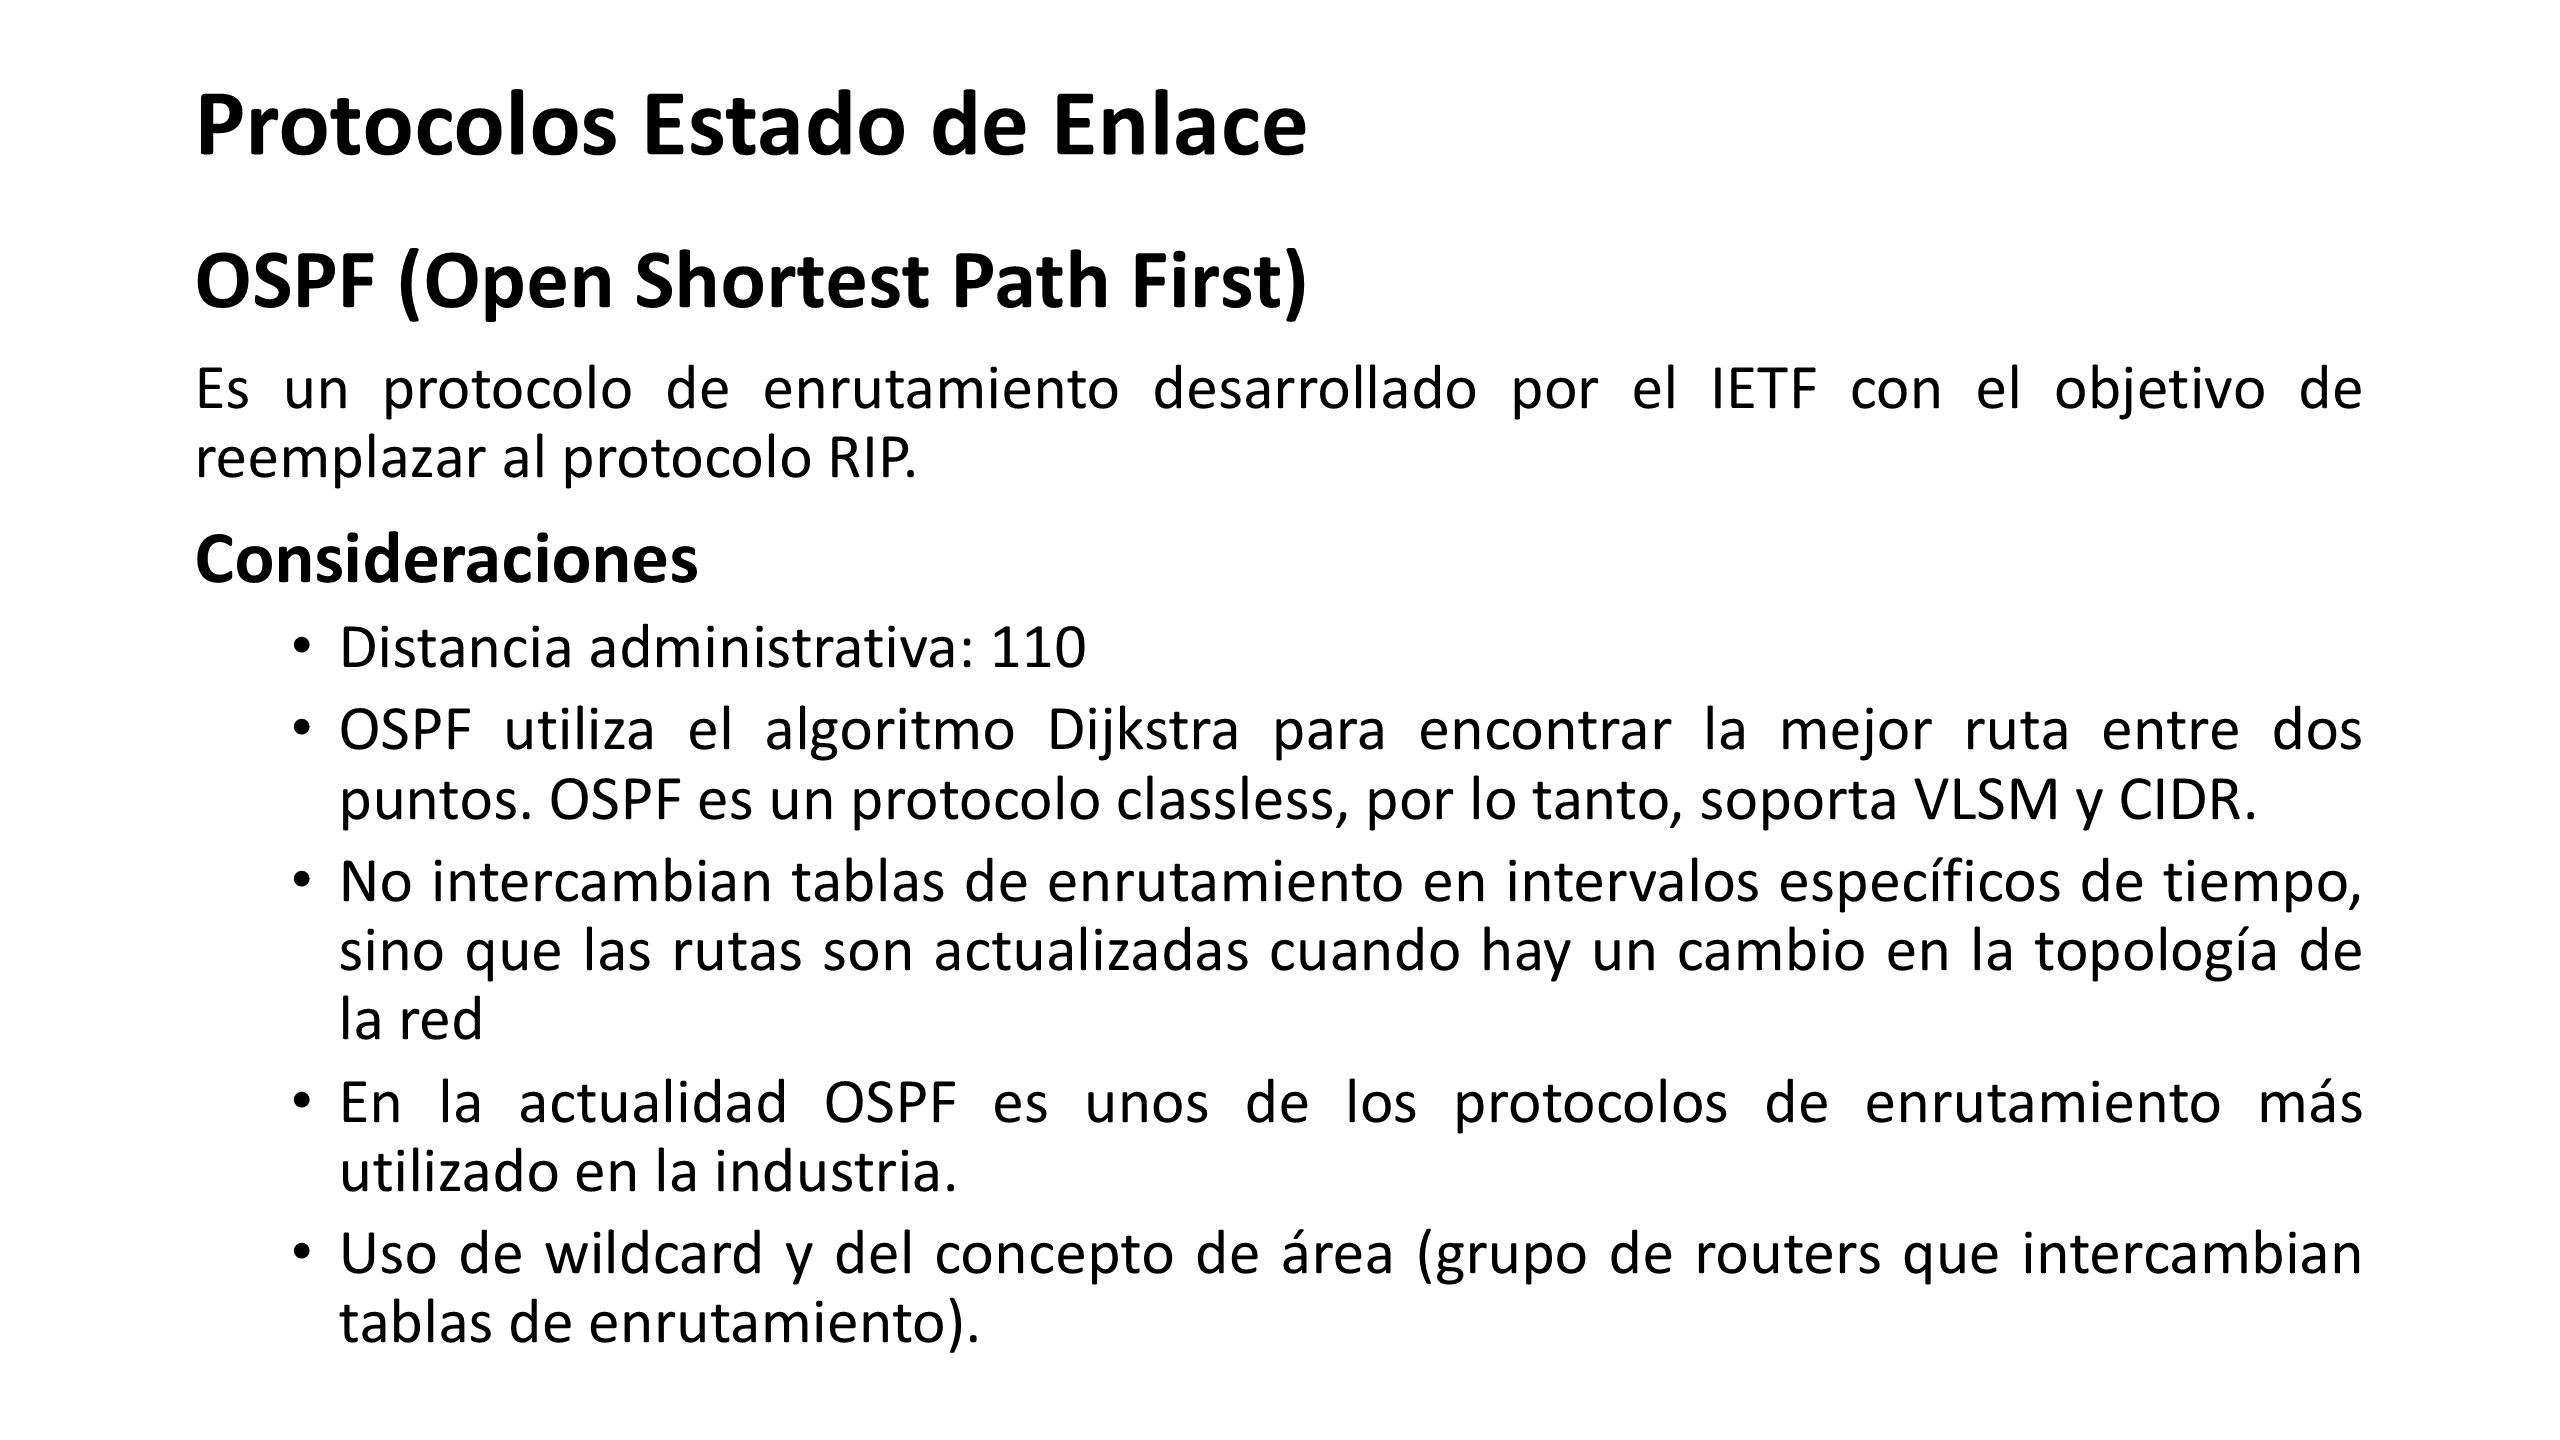 Protocolos Estado de Enlace
OSPF (Open Shortest Path First)
Es un protocolo de enrutamiento desarrollado por el IETF con el objetivo de
reemplazar al protocolo RIP.
Consideraciones
• Distancia administrativa: 110
• OSPF utiliza el algoritmo Dijkstra para encontrar la mejor ruta entre dos
puntos. OSPF es un protocolo classless, por lo tanto, soporta VLSM y CIDR.
• No intercambian tablas de enrutamiento en intervalos específicos de tiempo,
sino que las rutas son actualizadas cuando hay un cambio en la topología de
la red
• En la actualidad OSPF es unos de los protocolos de enrutamiento más
utilizado en la industria.
• Uso de wildcard y del concepto de área (grupo de routers que intercambian
tablas de enrutamiento).